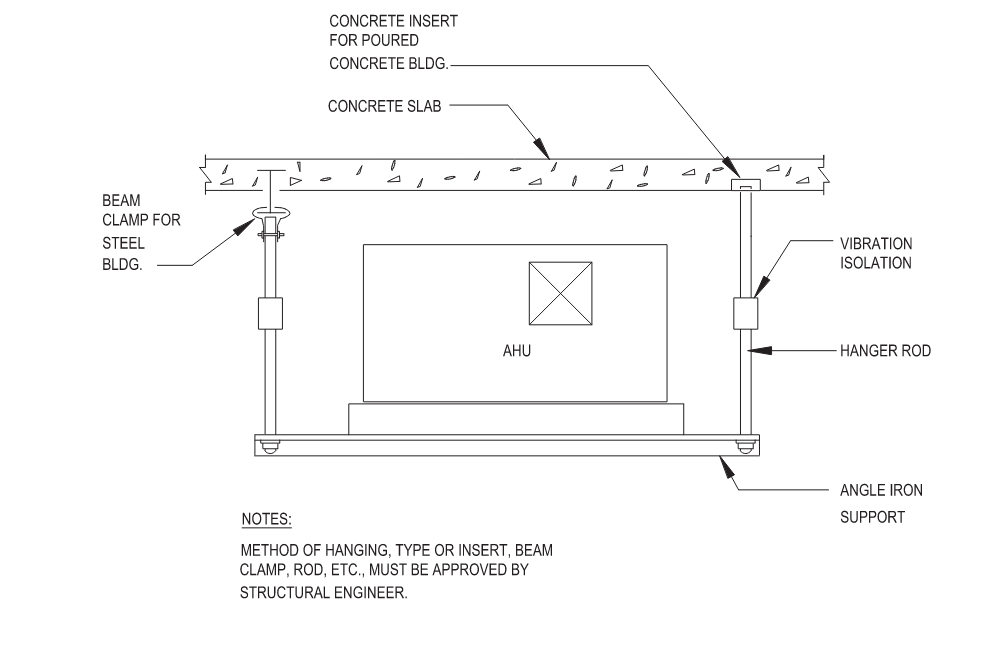 CONCRETE INSERT
FOR POURED
CONCRETE BLDG.
CONCRETE SLAB
BEAM
CLAMP FOR
STEEL
BLDG.
VIBRATION
ISOLATION
AHU
HANGER ROD
ANGLE IRON
SUPPORT
NOTES:
METHOD OF HANGING, TYPE OR INSERT, BEAM
CLAMP, ROD, ETC., MUST BE APPROVED BY
STRUCTURAL ENGINEER.